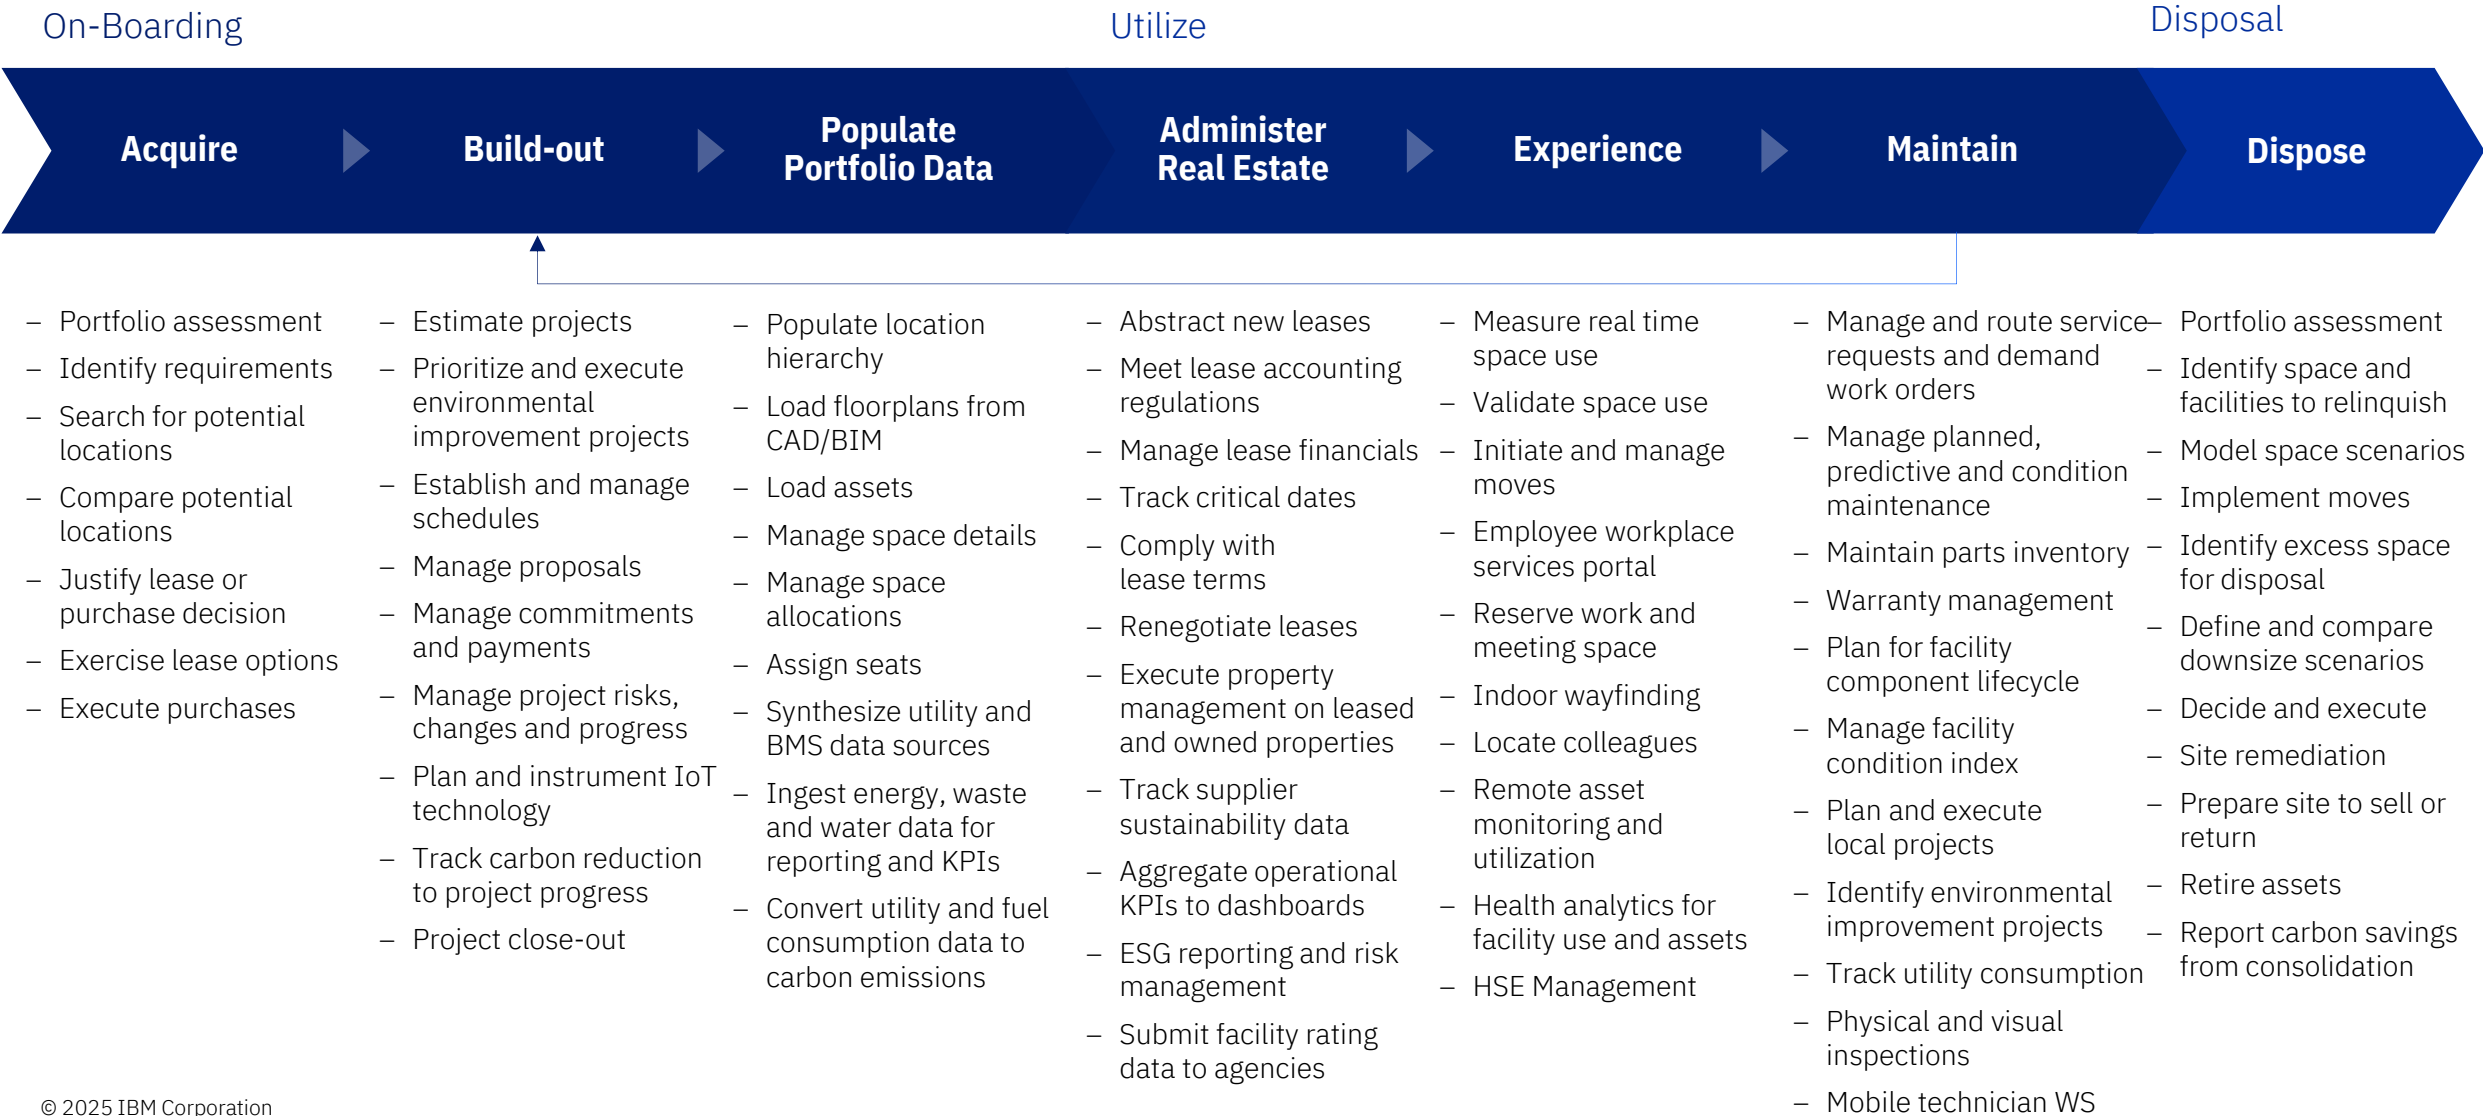 On-Boarding
Utilize
Disposal
Acquire
Build-out
Populate
Portfolio Data
Administer
Real Estate
Experience
Maintain
Dispose
– Portfolio assessment
– Identify requirements
– Search for potential
locations
– Compare potential
locations
– Justify lease or
purchase decision
– Exercise lease options
– Execute purchases
– Estimate projects
– Prioritize and execute
environmental
improvement projects
– Establish and manage
schedules
– Manage proposals
– Manage commitments
and payments
– Manage project risks,
changes and progress
– Plan and instrument IoT
technology
– Track carbon reduction
to project progress
– Project close-out
– Populate location
hierarchy
– Load floorplans from
CAD/BIM
– Load assets
– Manage space details
– Manage space
allocations
– Assign seats
– Synthesize utility and
BMS data sources
– Ingest energy, waste
and water data for
reporting and KPIs
– Convert utility and fuel
consumption data to
carbon emissions
– Abstract new leases
– Meet lease accounting
regulations
– Manage lease financials
– Track critical dates
– Comply with
lease terms
– Renegotiate leases
– Execute property
management on leased
and owned properties
– Track supplier
sustainability data
– Aggregate operational
KPIs to dashboards
– ESG reporting and risk
management
– Submit facility rating
data to agencies
– Measure real time
space use
– Validate space use
– Initiate and manage
moves
– Employee workplace
services portal
– Reserve work and
meeting space
– Indoor wayfinding
– Locate colleagues
– Remote asset
monitoring and
utilization
– Health analytics for
facility use and assets
– HSE Management
– Manage and route service
requests and demand
work orders
– Manage planned,
predictive and condition
maintenance
– Maintain parts inventory
– Warranty management
– Plan for facility
component lifecycle
– Manage facility
condition index
– Plan and execute
local projects
– Identify environmental
improvement projects
– Track utility consumption
– Physical and visual
inspections
– Mobile technician WS
– Portfolio assessment
– Identify space and
facilities to relinquish
– Model space scenarios
– Implement moves
– Identify excess space
for disposal
– Define and compare
downsize scenarios
– Decide and execute
– Site remediation
– Prepare site to sell or
return
– Retire assets
– Report carbon savings
from consolidation
© 2025 IBM Corporation